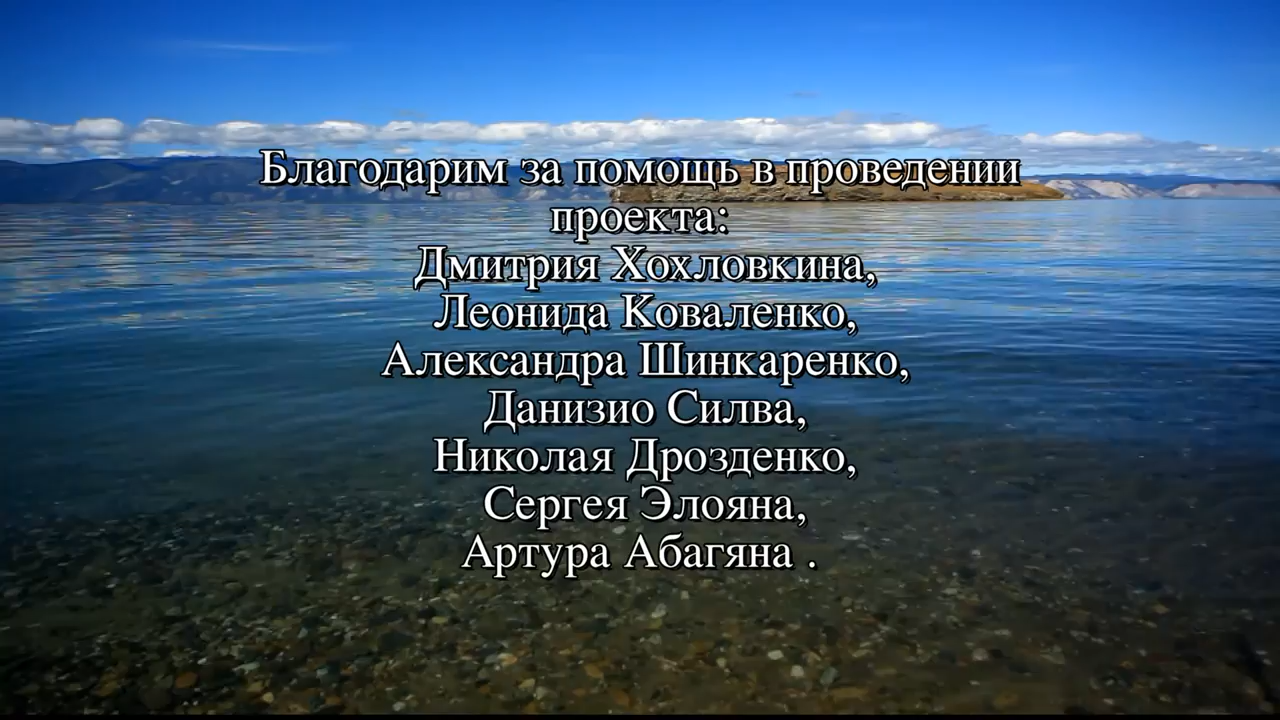 Благодарим за помощь в проведении
проекта:
Дмитрия Хохловкина,
Леонида Коваленко,
Александра Шинкаренко,
Данизио Силва,
Николая Дрозденко,
Сергея Элояна,
Артура Абагяна .